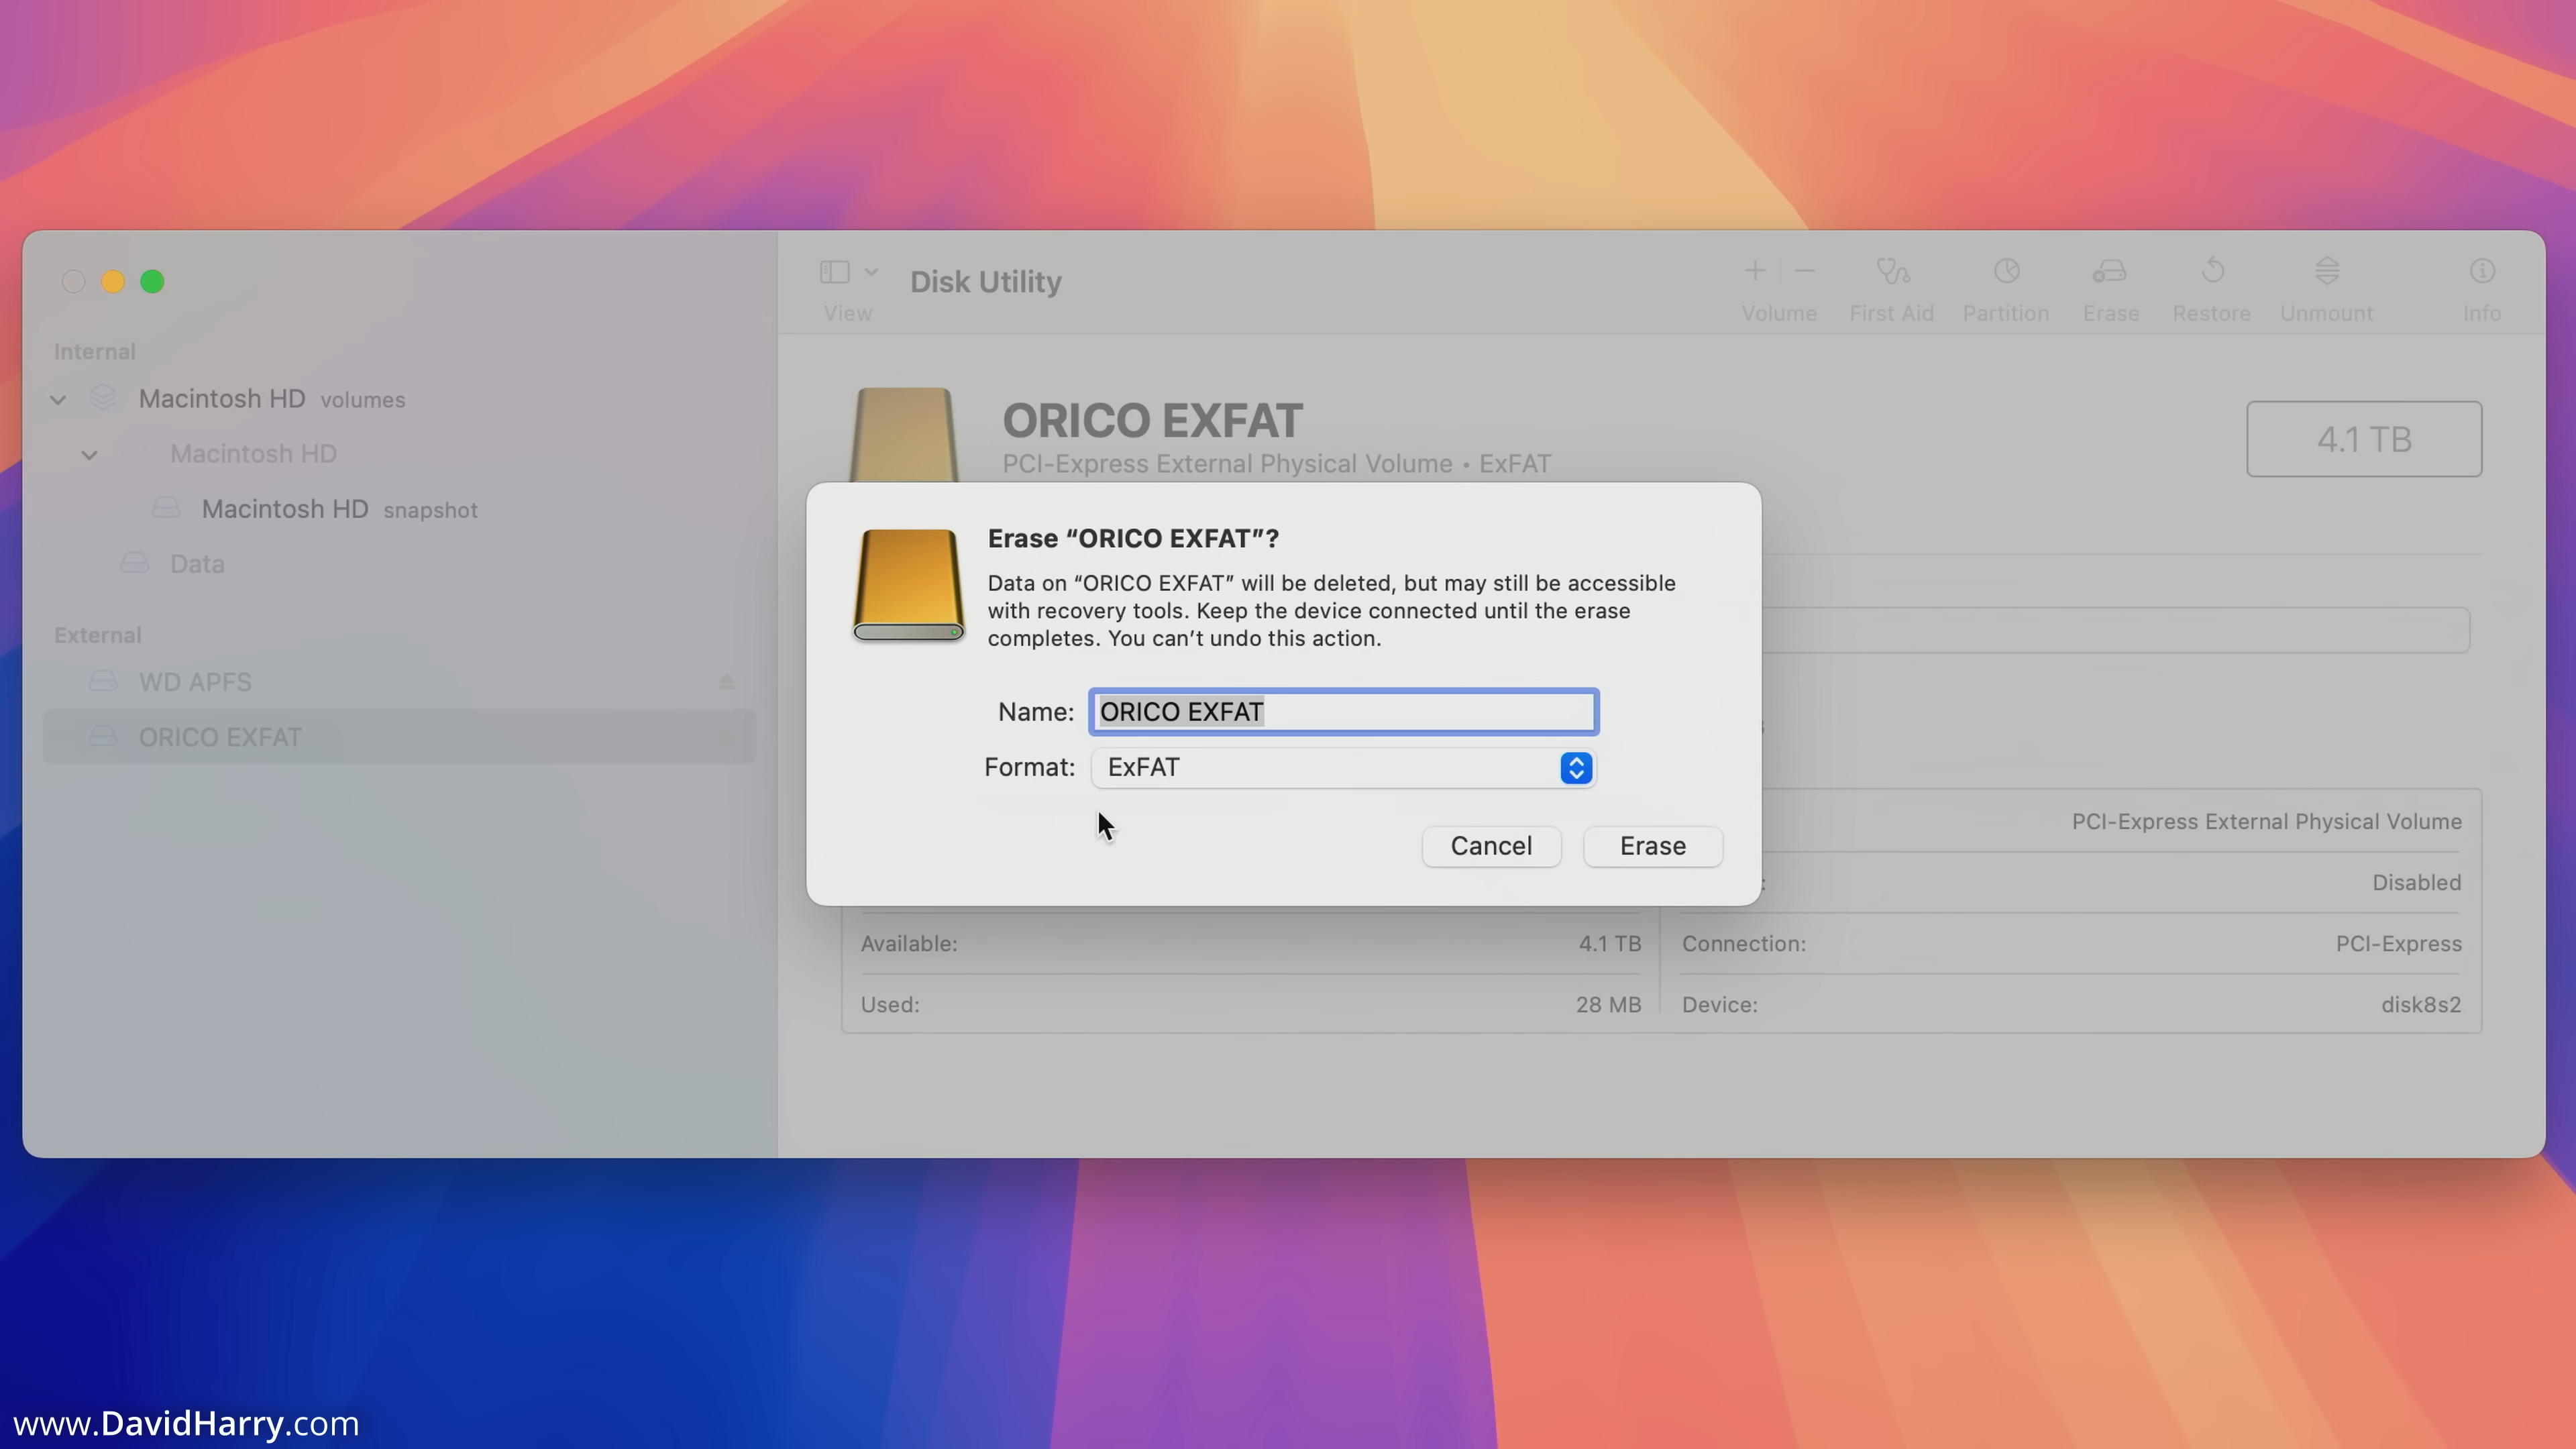 Disk Utility
View
Volume
First Aid
Partition
Erase
Restore
Unmount
Info
Internal
Macintosh HD volumes
Macintosh HD
Macintosh HD snapshot
Data
External
WD APFS
ORICO EXFAT
ORICO EXFAT
PCI-Express External Physical Volume • ExFAT
4.1 TB
Erase “ORICO EXFAT”?
Data on “ORICO EXFAT” will be deleted, but may still be accessible
with recovery tools. Keep the device connected until the erase
completes. You can’t undo this action.
Name: ORICO EXFAT
Format: ExFAT
Cancel
Erase
PCI-Express External Physical Volume
Disabled
Available: 4.1 TB
Connection: PCI-Express
Used: 28 MB
Device: disk8s2
www.DavidHarry.com